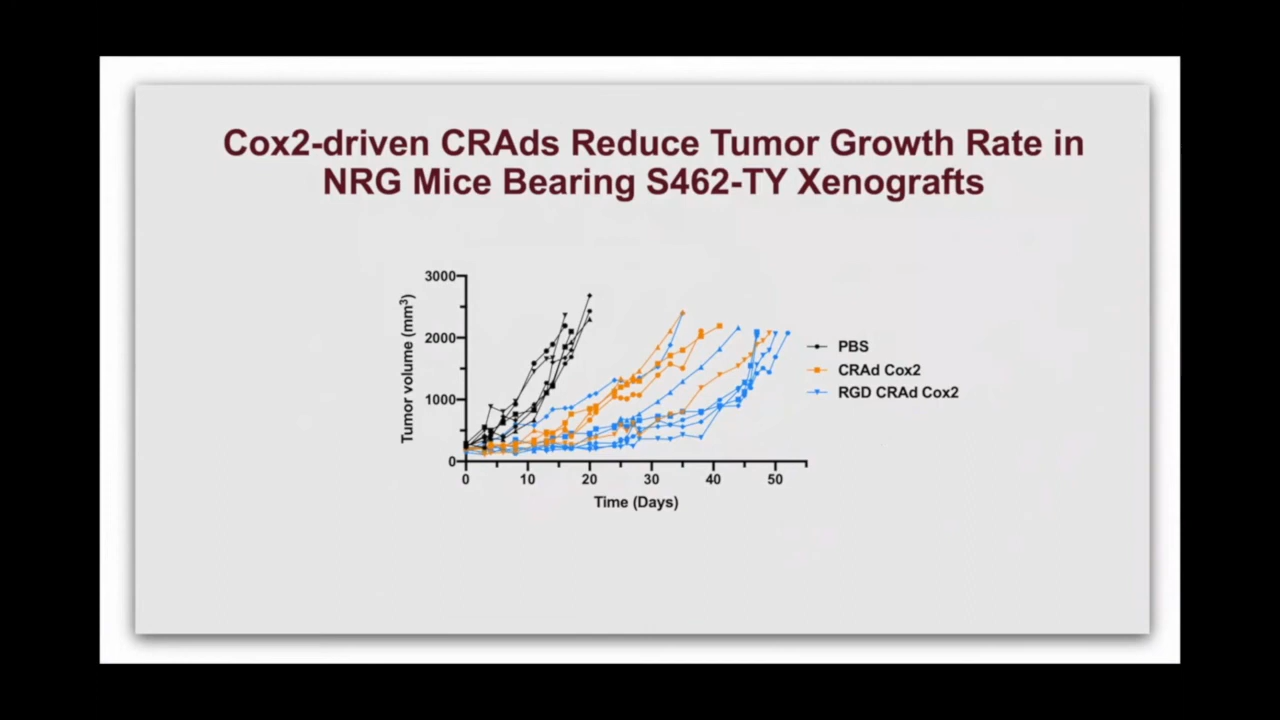 Cox2-driven CRAds Reduce Tumor Growth Rate in
NRG Mice Bearing S462-TY Xenografts
Tumor volume (mm³)
3000
2000
1000
0
0 10 20 30 40 50
Time (Days)
PBS
CRAd Cox2
RGD CRAd Cox2